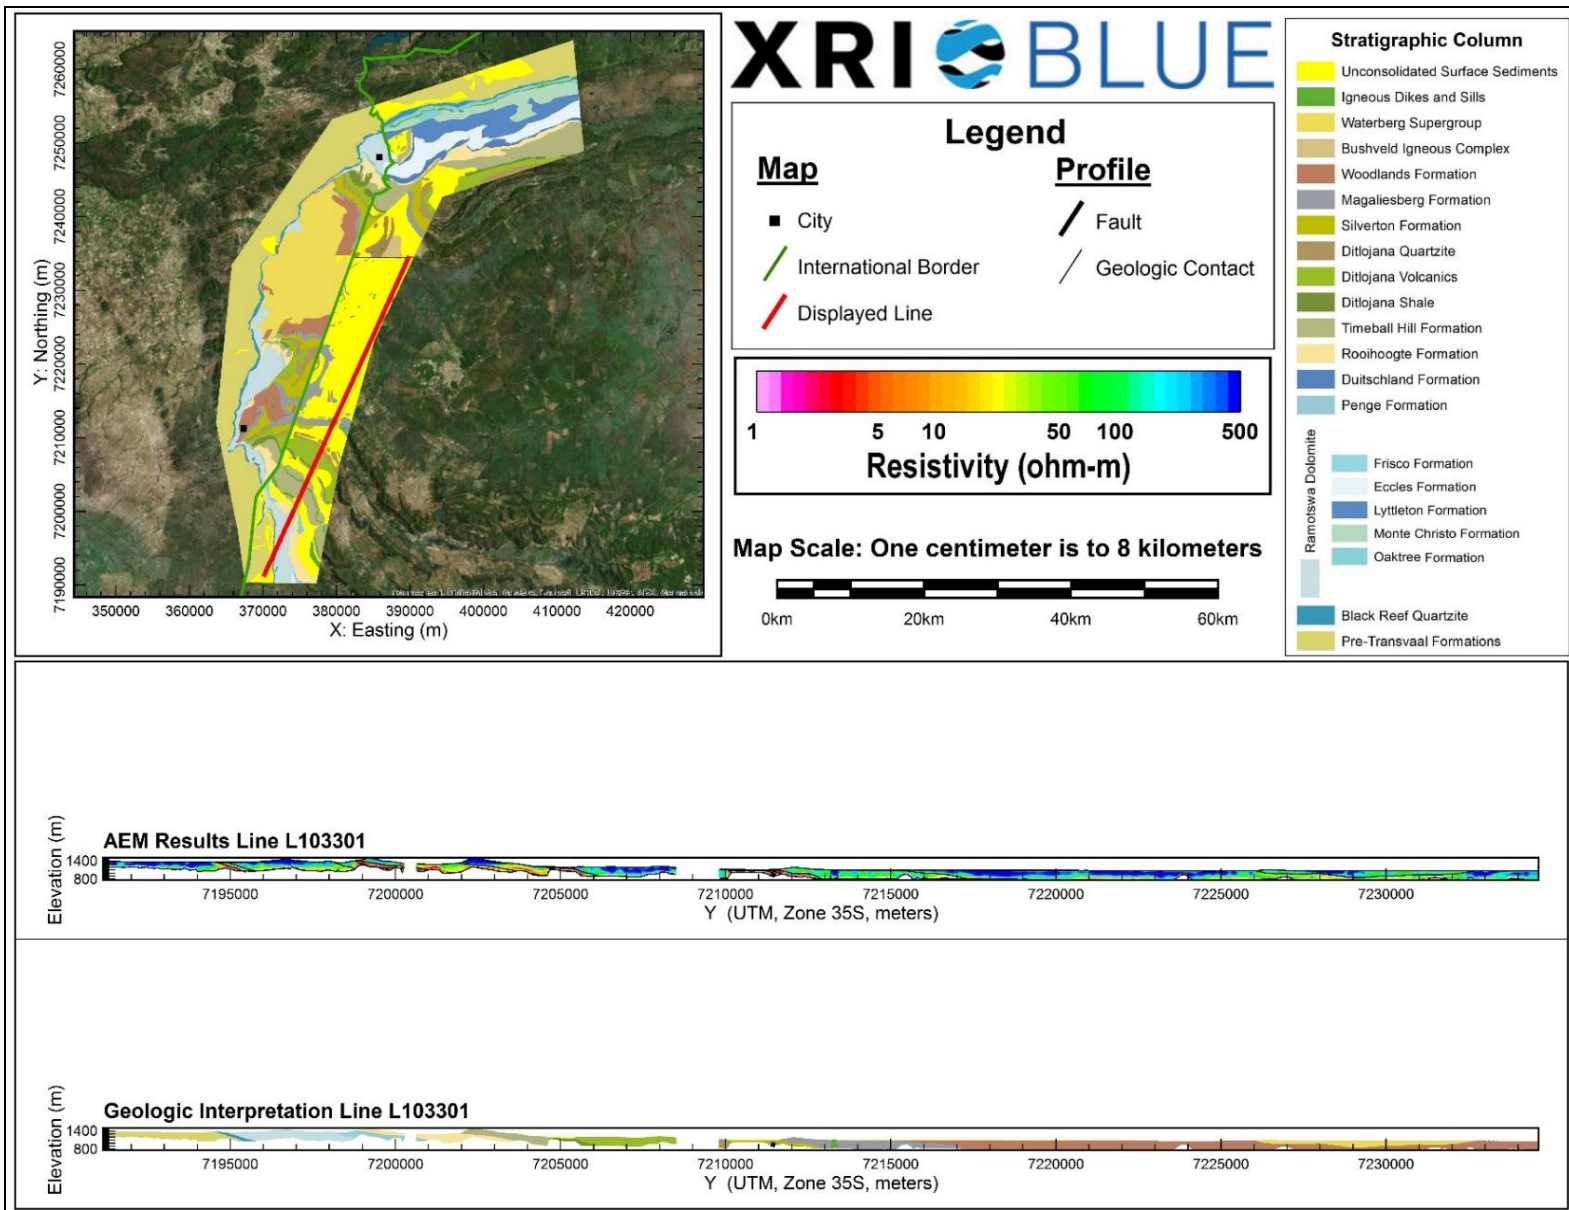 7260000
7250000
7240000
7230000
7220000
7210000
7200000
7190000
Y: Northing (m)
350000 360000 370000 380000 390000 400000 410000 420000
X: Easting (m)
XRI BLUE
Legend
Map
City
International Border
Displayed Line
Profile
Fault
Geologic Contact
1 5 10 50 100 500
Resistivity (ohm-m)
Map Scale: One centimeter is to 8 kilometers
0km 20km 40km 60km
Stratigraphic Column
Unconsolidated Surface Sediments
Igneous Dikes and Sills
Waterberg Supergroup
Bushveld Igneous Complex
Woodlands Formation
Magaliesberg Formation
Silverton Formation
Ditlojana Quartzite
Ditlojana Volcanics
Ditlojana Shale
Timeball Hill Formation
Rooihoogte Formation
Duitschland Formation
Penge Formation
Ramotswa Dolomite
Frisco Formation
Eccles Formation
Lyttleton Formation
Monte Christo Formation
Oaktree Formation
Black Reef Quartzite
Pre-Transvaal Formations
AEM Results Line L103301
Elevation (m)
1400
800
7195000 7200000 7205000 7210000 7215000 7220000 7225000 7230000
Y (UTM, Zone 35S, meters)
Geologic Interpretation Line L103301
Elevation (m)
1400
800
7195000 7200000 7205000 7210000 7215000 7220000 7225000 7230000
Y (UTM, Zone 35S, meters)